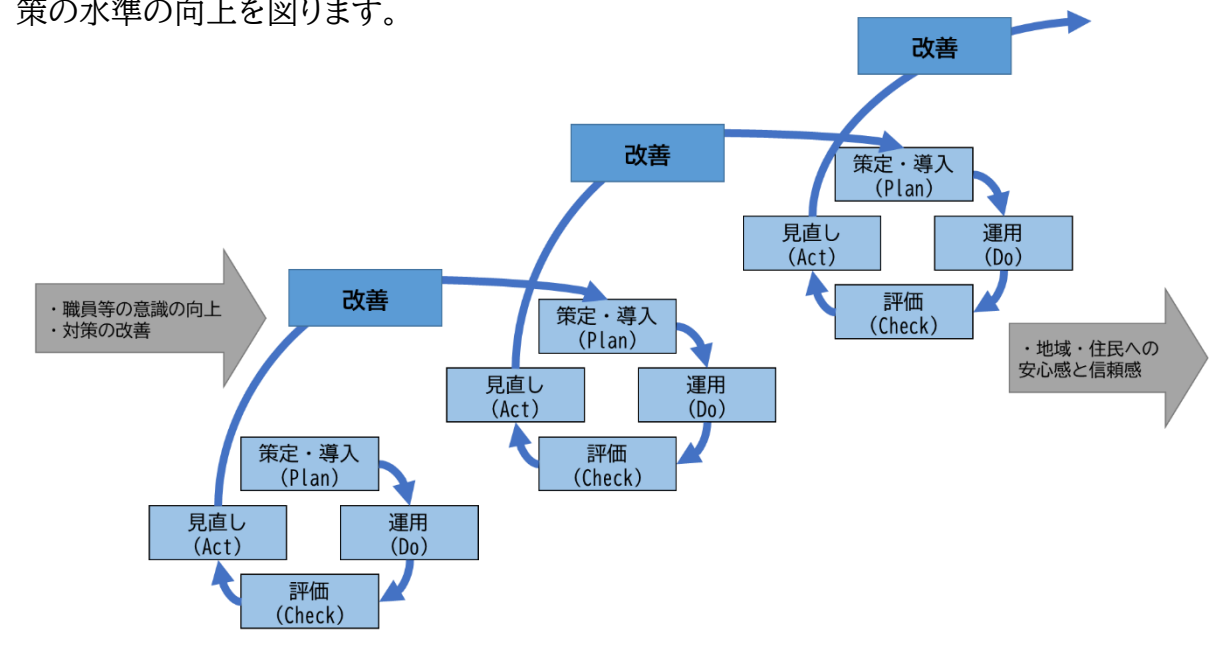 策の水準の向上を図ります。
改善
改善
策定・導入
(Plan)
見直し
(Act)
運用
(Do)
評価
(Check)
・職員等の意識の向上
・対策の改善
改善
策定・導入
(Plan)
見直し
(Act)
運用
(Do)
評価
(Check)
・地域・住民への
安心感と信頼感
策定・導入
(Plan)
見直し
(Act)
運用
(Do)
評価
(Check)